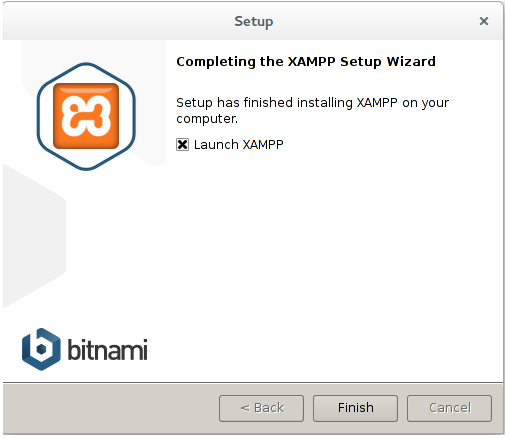 Setup
Completing the XAMPP Setup Wizard
Setup has finished installing XAMPP on your
computer.
Launch XAMPP
bitnami
< Back
Finish
Cancel